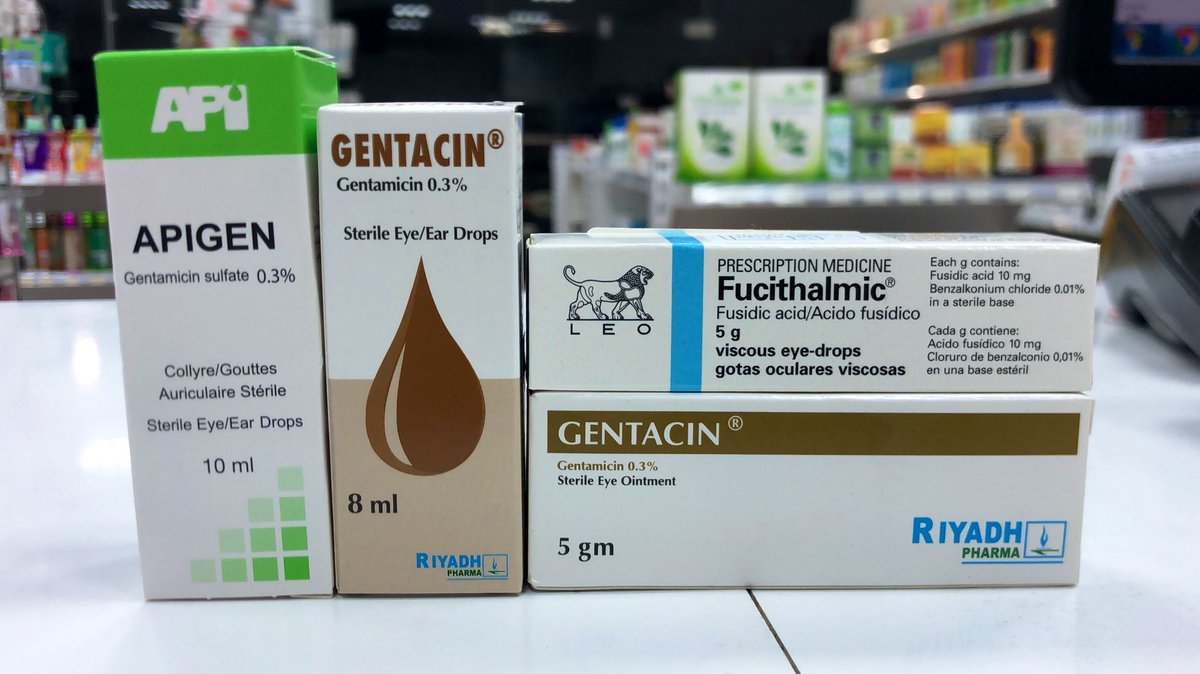 API
APIGEN
Gentamicin sulfate 0.3%
Collyre/Gouttes
Auriculaire Stérile
Sterile Eye/Ear Drops
10 ml
GENTACIN®
Gentamicin 0.3%
Sterile Eye/Ear Drops
8 ml
RIYADH
PHARMA
LEO
PRESCRIPTION MEDICINE
Fucithalmic®
Fusidic acid/Acido fusídico
5 g
viscous eye-drops
gotas oculares viscosas
Each g contains:
Fusidic acid 10 mg
Benzalkonium chloride 0.01%
in a sterile base
Cada g contiene:
Acido fusídico 10 mg
Cloruro de benzalconio 0,01%
en una base estéril
GENTACIN®
Gentamicin 0.3%
Sterile Eye Ointment
5 gm
RIYADH
PHARMA